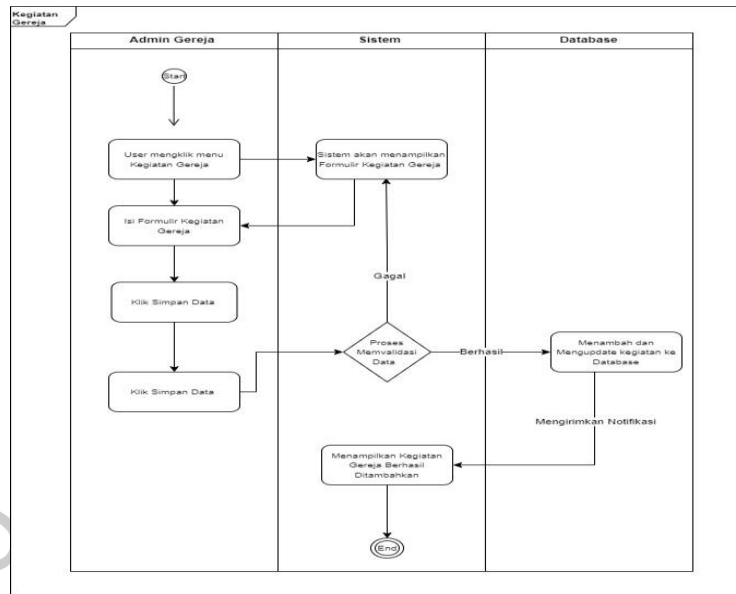 Kegiatan
Gereja
Admin Gereja
Sistem
Database
Start
User mengklik menu
Kegiatan Gereja
Sistem akan menampilkan
Formulir Kegiatan Gereja
Isi Formulir Kegiatan
Gereja
Gagal
Klik Simpan Data
Proses
Memvalidasi
Data
Berhasil
Menambah dan
Mengupdate kegiatan ke
Database
Klik Simpan Data
Mengirimkan Notifikasi
Menampilkan Kegiatan
Gereja Berhasil
Ditambahkan
End